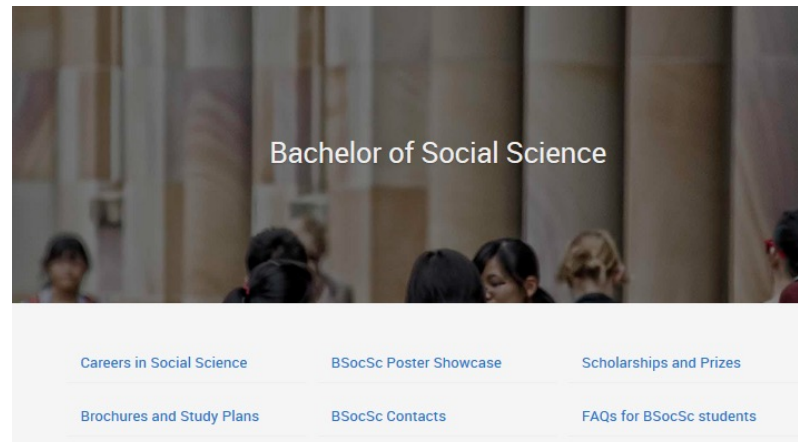 Bachelor of Social Science
Careers in Social Science
BSocSc Poster Showcase
Scholarships and Prizes
Brochures and Study Plans
BSocSc Contacts
FAQs for BSocSc students